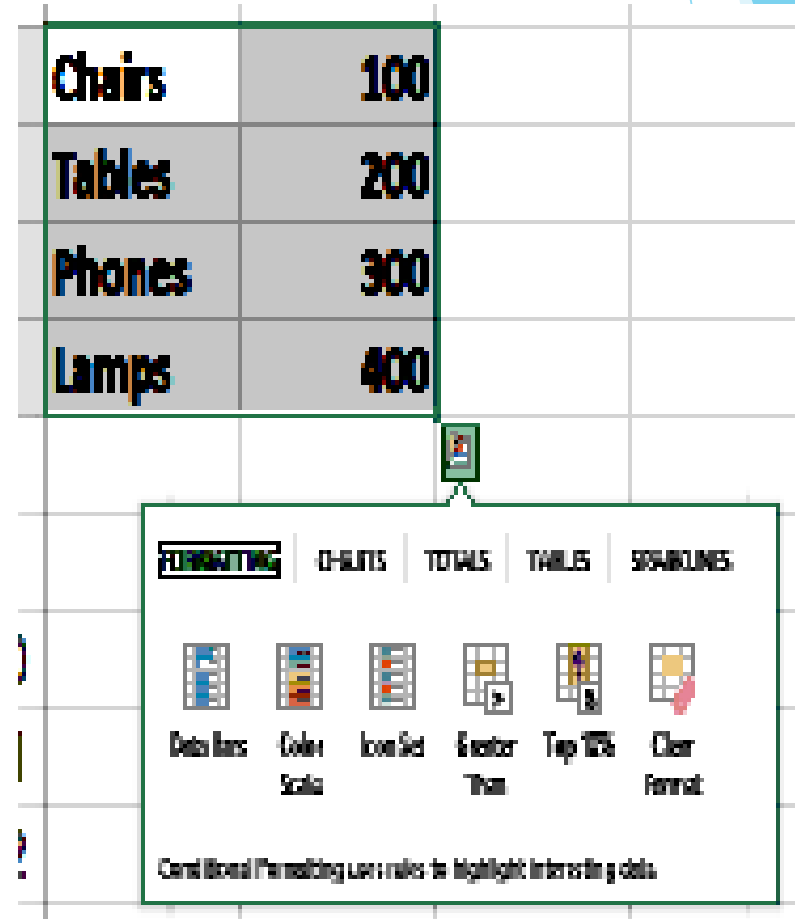 Chairs 100
Tables 200
Phones 300
Lamps 400
FORMATTING CHARTS TOTALS TABLES SPARKLINES
Data Bars Color Scale Icon Set Greater Than Top 10% Clear Format
Conditional Formatting uses rules to highlight interesting data.